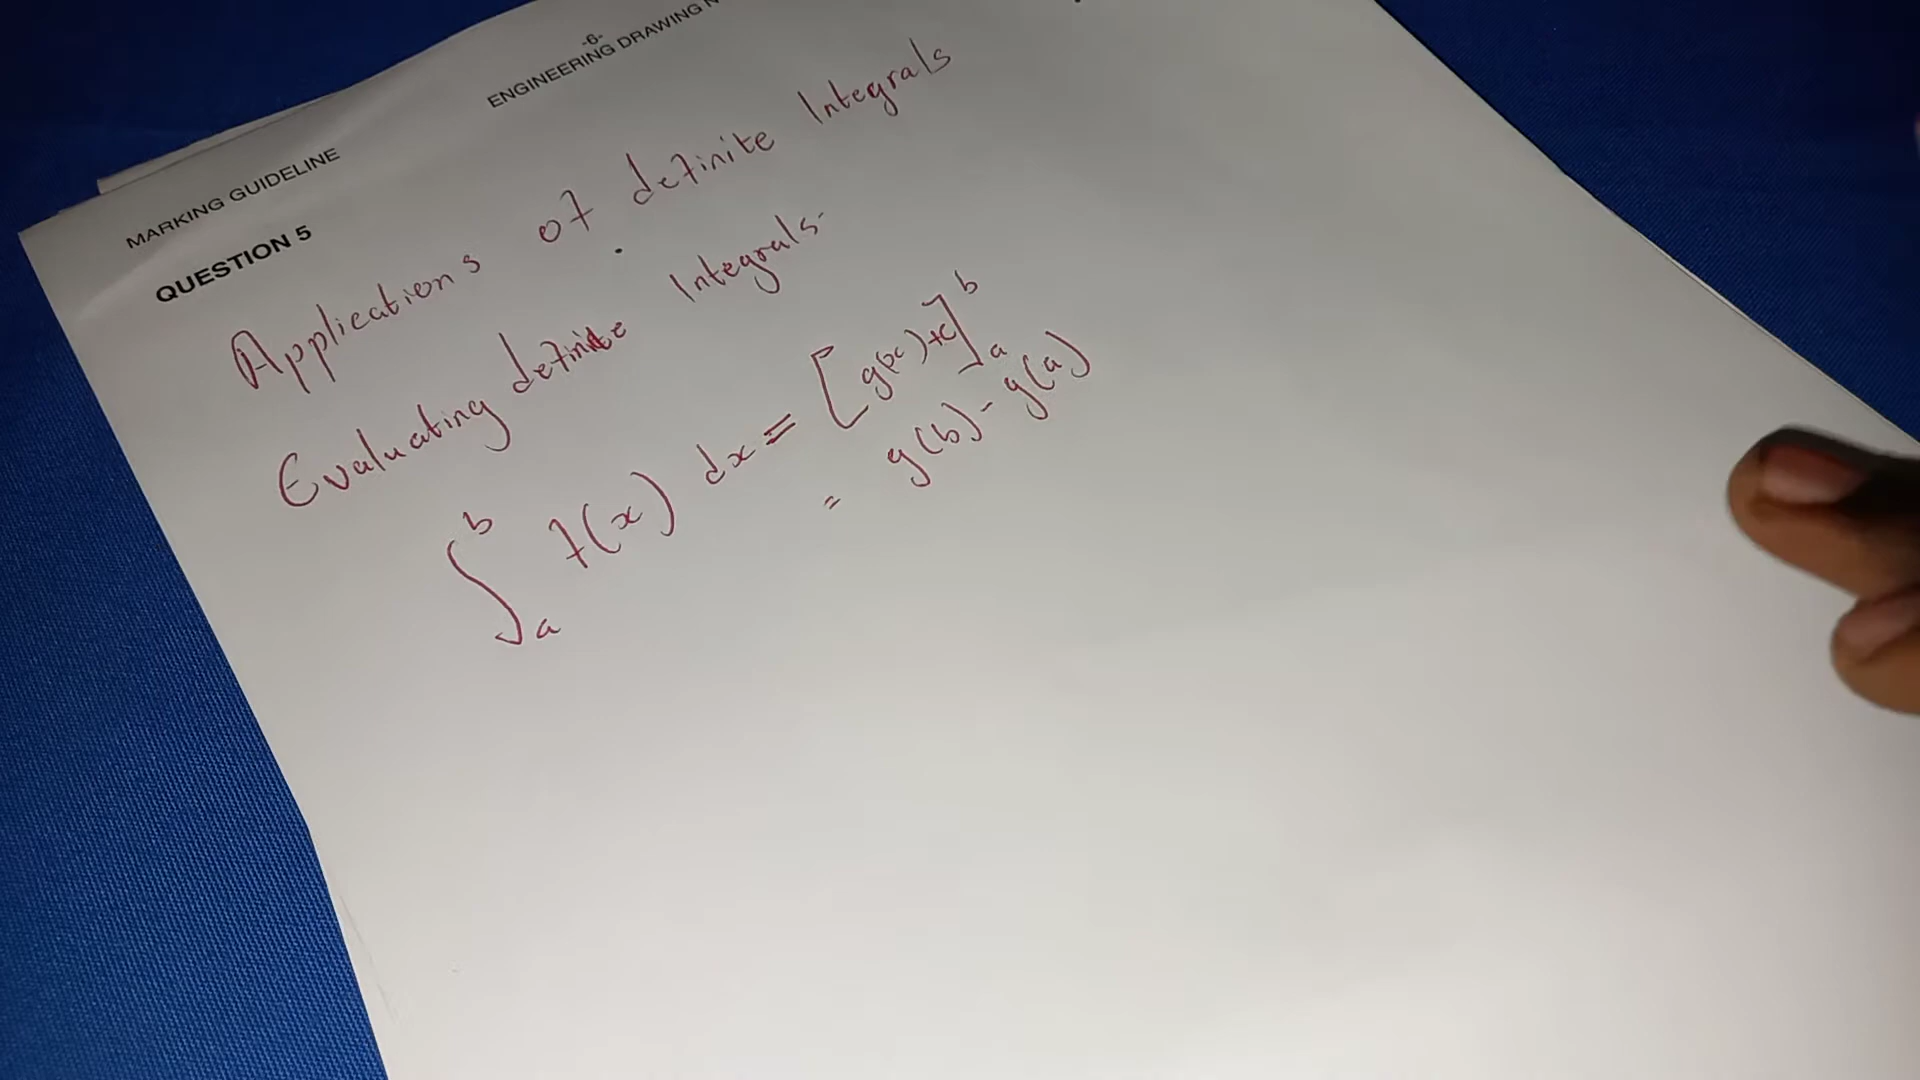 -6-
MARKING GUIDELINE ENGINEERING DRAWING N
QUESTION 5
Applications of definite Integrals
Evaluating definite Integrals.
∫ₐᵇ f(x) dx = [g(x)+c]ₐᵇ
= g(b) - g(a)